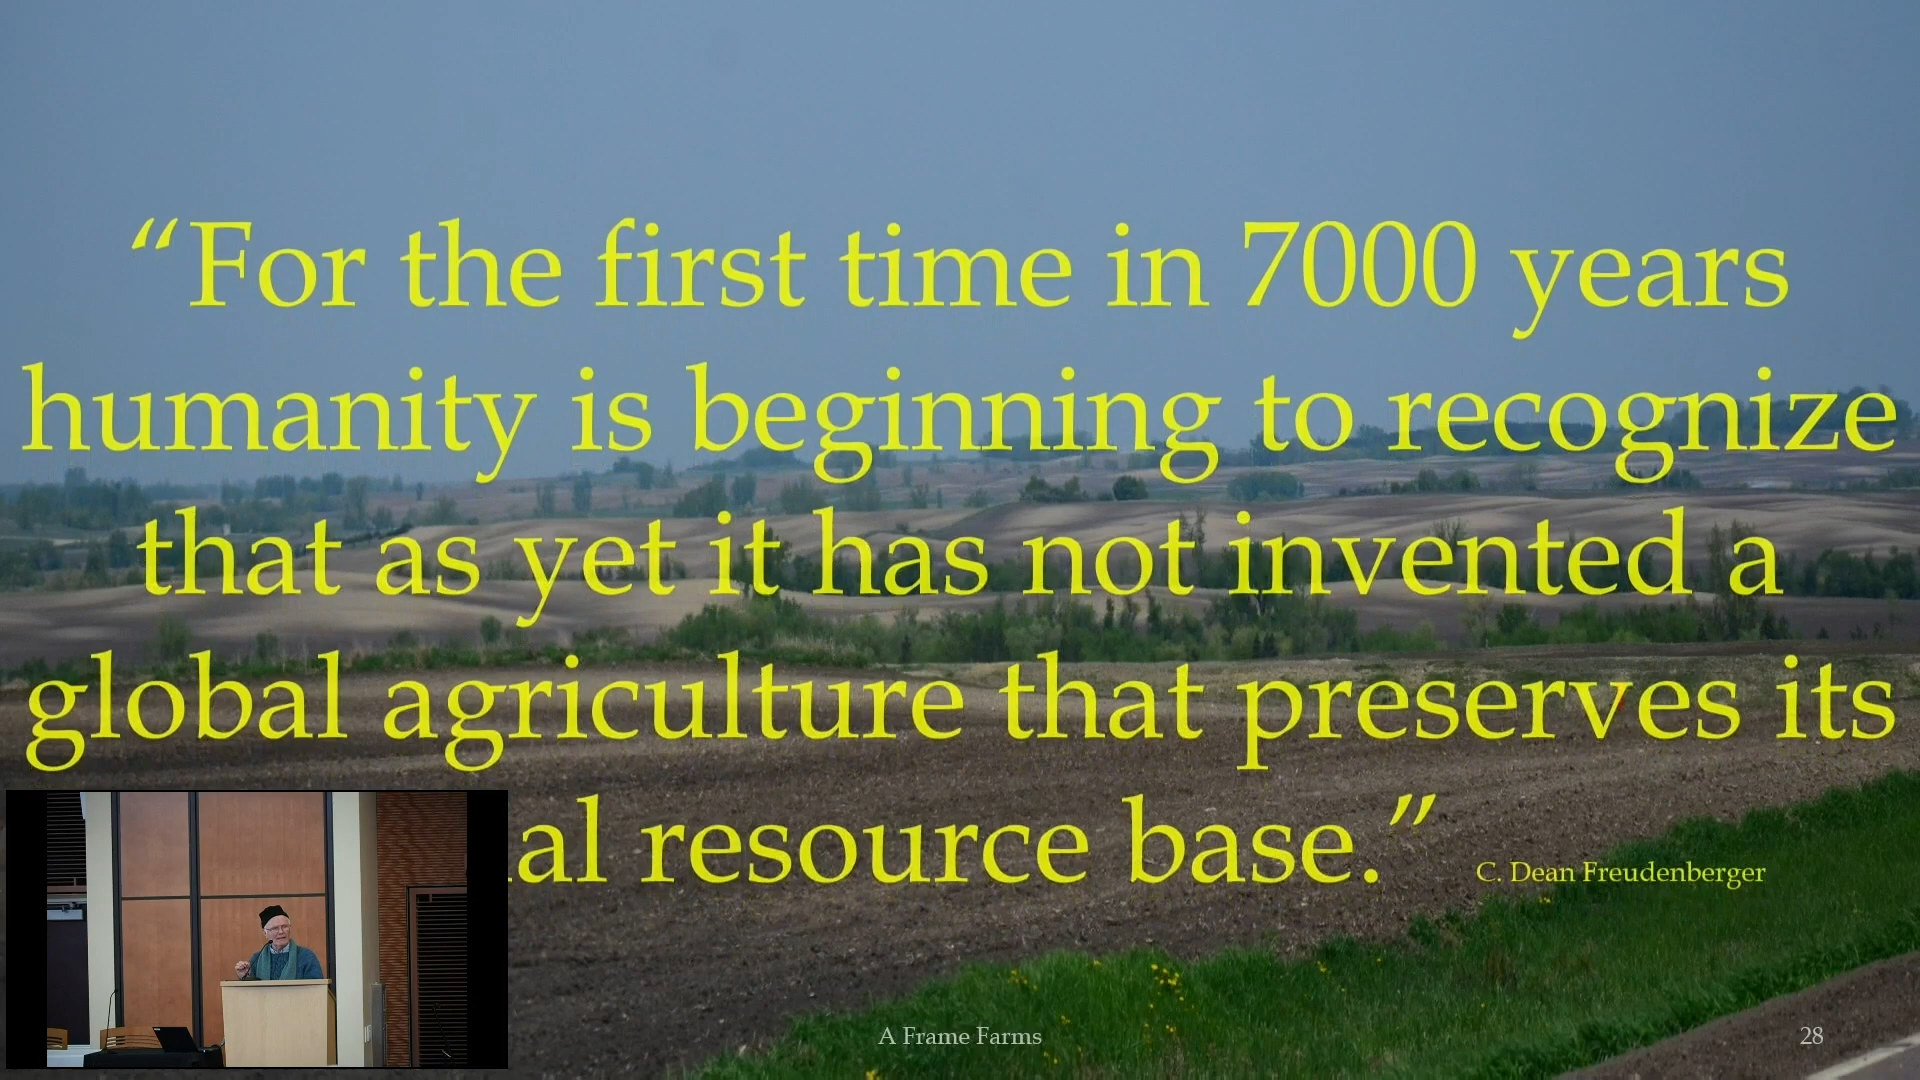 “For the first time in 7000 years
humanity is beginning to recognize
that as yet it has not invented a
global agriculture that preserves its
al resource base.”
C. Dean Freudenberger
A Frame Farms
28